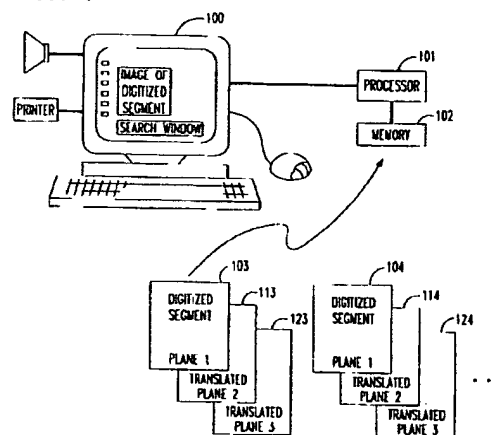 100
IMAGE OF
DIGITIZED
SEGMENT
SEARCH WINDOW
PRINTER
101
PROCESSOR
102
MEMORY
103
113
123
DIGITIZED
SEGMENT
PLANE 1
TRANSLATED
PLANE 2
TRANSLATED
PLANE 3
104
114
124
DIGITIZED
SEGMENT
PLANE 1
TRANSLATED
PLANE 2
TRANSLATED
PLANE 3